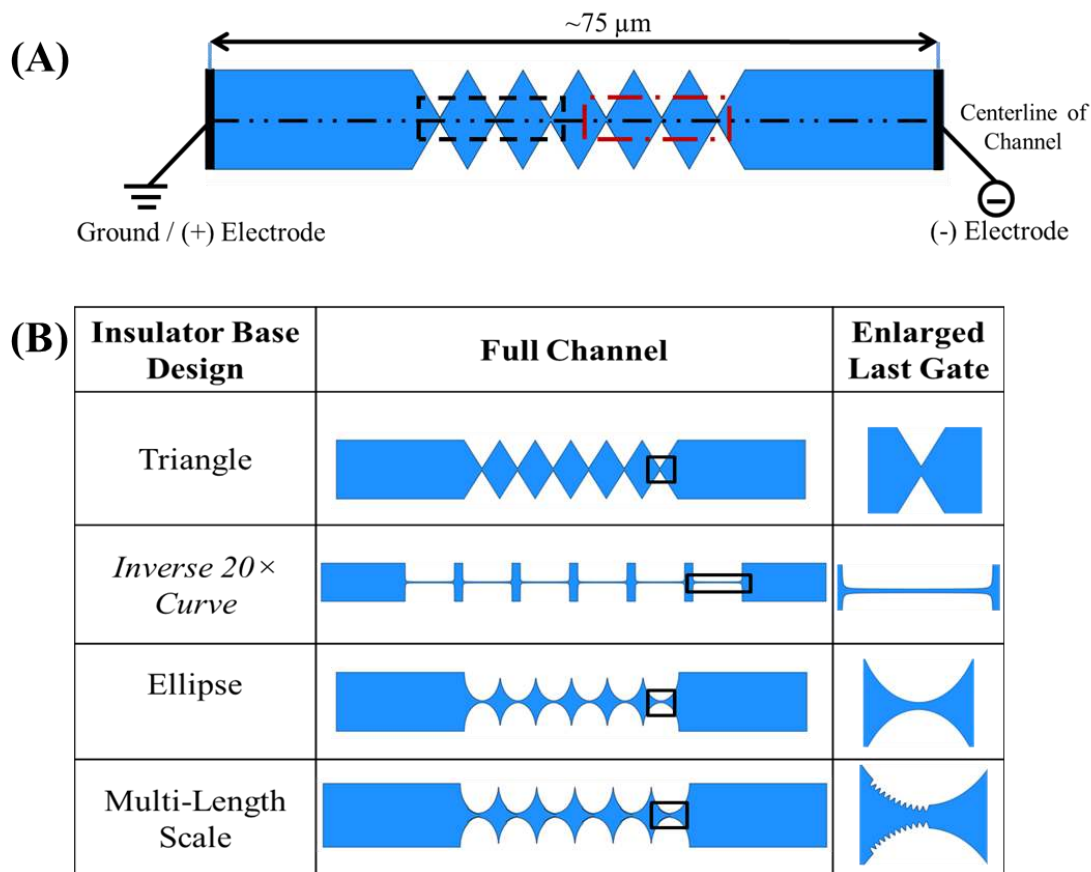 (A)
~75 µm
Centerline of
Channel
Ground / (+) Electrode
(-) Electrode
(B)
Insulator Base
Design
Full Channel
Enlarged
Last Gate
Triangle
Inverse 20×
Curve
Ellipse
Multi-Length
Scale